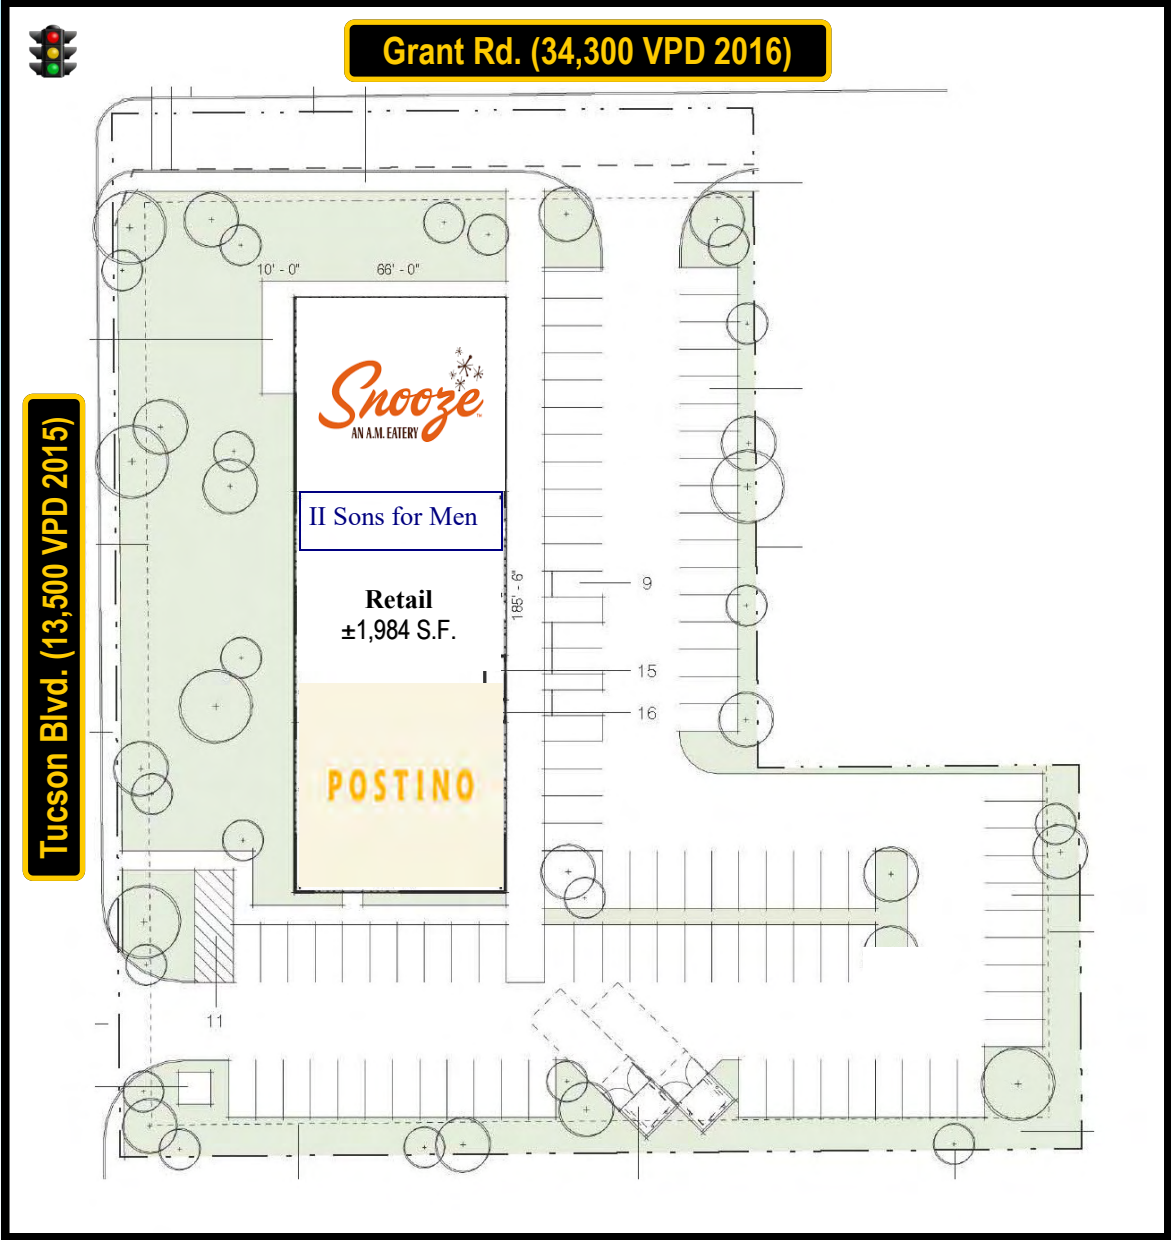 Grant Rd. (34,300 VPD 2016)
10' - 0"
66' - 0"
Snooze
AN A.M. EATERY
Tucson Blvd. (13,500 VPD 2015)
II Sons for Men
185' - 6"
9
Retail
±1,984 S.F.
15
16
POSTINO
11